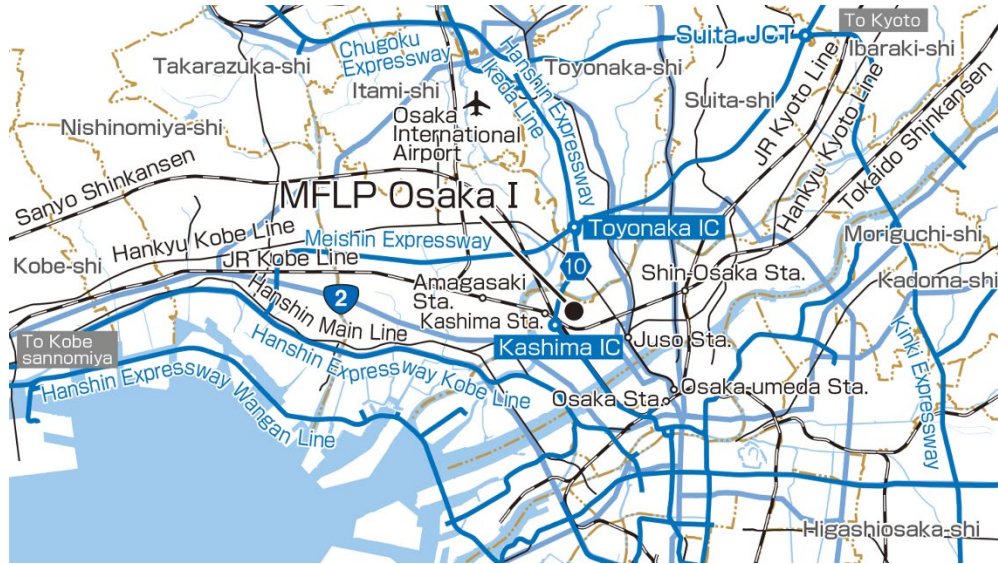 To Kyoto
Suita JCT
Ibaraki-shi
Chugoku
Expressway
Hanshin Expressway
Ikeda Line
Toyonaka-shi
Takarazuka-shi
Itami-shi
Suita-shi
JR Kyoto Line
Hankyu Kyoto Line
Tokaido Shinkansen
Osaka
International
Airport
Nishinomiya-shi
Sanyo Shinkansen
MFLP Osaka I
Toyonaka IC
Hankyu Kobe Line
Meishin Expressway
Moriguchi-shi
Kobe-shi
JR Kobe Line
10
Shin-Osaka Sta.
Kadoma-shi
Amagasaki
Sta.
2
Hanshin Main Line
Kashima Sta.
Kashima IC
Juso Sta.
To Kobe
sannomiya
Hanshin Expressway Kobe Line
Hanshin Expressway Wangan Line
Kinki Expressway
Osaka-umeda Sta.
Osaka Sta.
Higashiosaka-shi